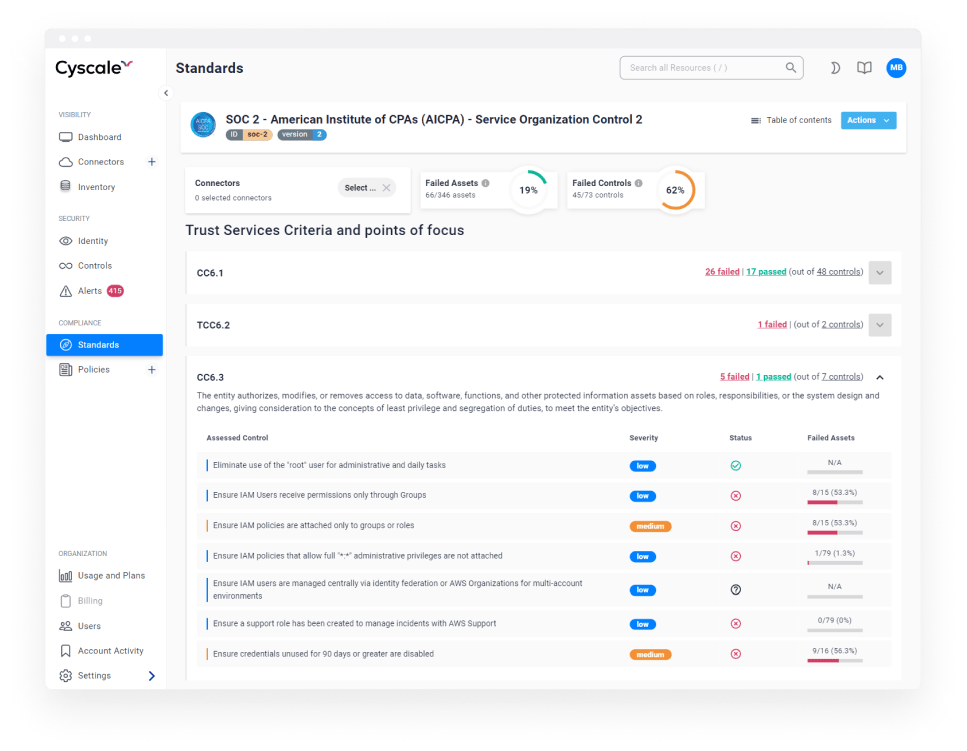 Cyscale
Standards
Search all Resources ( / )
MB
VISIBILITY
Dashboard
Connectors
Inventory
SECURITY
Identity
Controls
Alerts 415
COMPLIANCE
Standards
Policies
ORGANIZATION
Usage and Plans
Billing
Users
Account Activity
Settings
AICPA
SOC
SOC 2 - American Institute of CPAs (AICPA) - Service Organization Control 2
ID soc-2 version 2
Table of contents
Actions
Connectors
0 selected connectors
Select ...
Failed Assets
66/346 assets
19%
Failed Controls
45/73 controls
62%
Trust Services Criteria and points of focus
CC6.1
26 failed | 17 passed (out of 48 controls)
TCC6.2
1 failed | (out of 2 controls)
CC6.3
5 failed | 1 passed (out of 7 controls)
The entity authorizes, modifies, or removes access to data, software, functions, and other protected information assets based on roles, responsibilities, or the system design and
changes, giving consideration to the concepts of least privilege and segregation of duties, to meet the entity's objectives.
Assessed Control Severity Status Failed Assets
Eliminate use of the "root" user for administrative and daily tasks low N/A
Ensure IAM Users receive permissions only through Groups low 8/15 (53.3%)
Ensure IAM policies are attached only to groups or roles medium 8/15 (53.3%)
Ensure IAM policies that allow full "*:*" administrative privileges are not attached low 1/79 (1.3%)
Ensure IAM users are managed centrally via identity federation or AWS Organizations for multi-account
environments low N/A
Ensure a support role has been created to manage incidents with AWS Support low 0/79 (0%)
Ensure credentials unused for 90 days or greater are disabled medium 9/16 (56.3%)